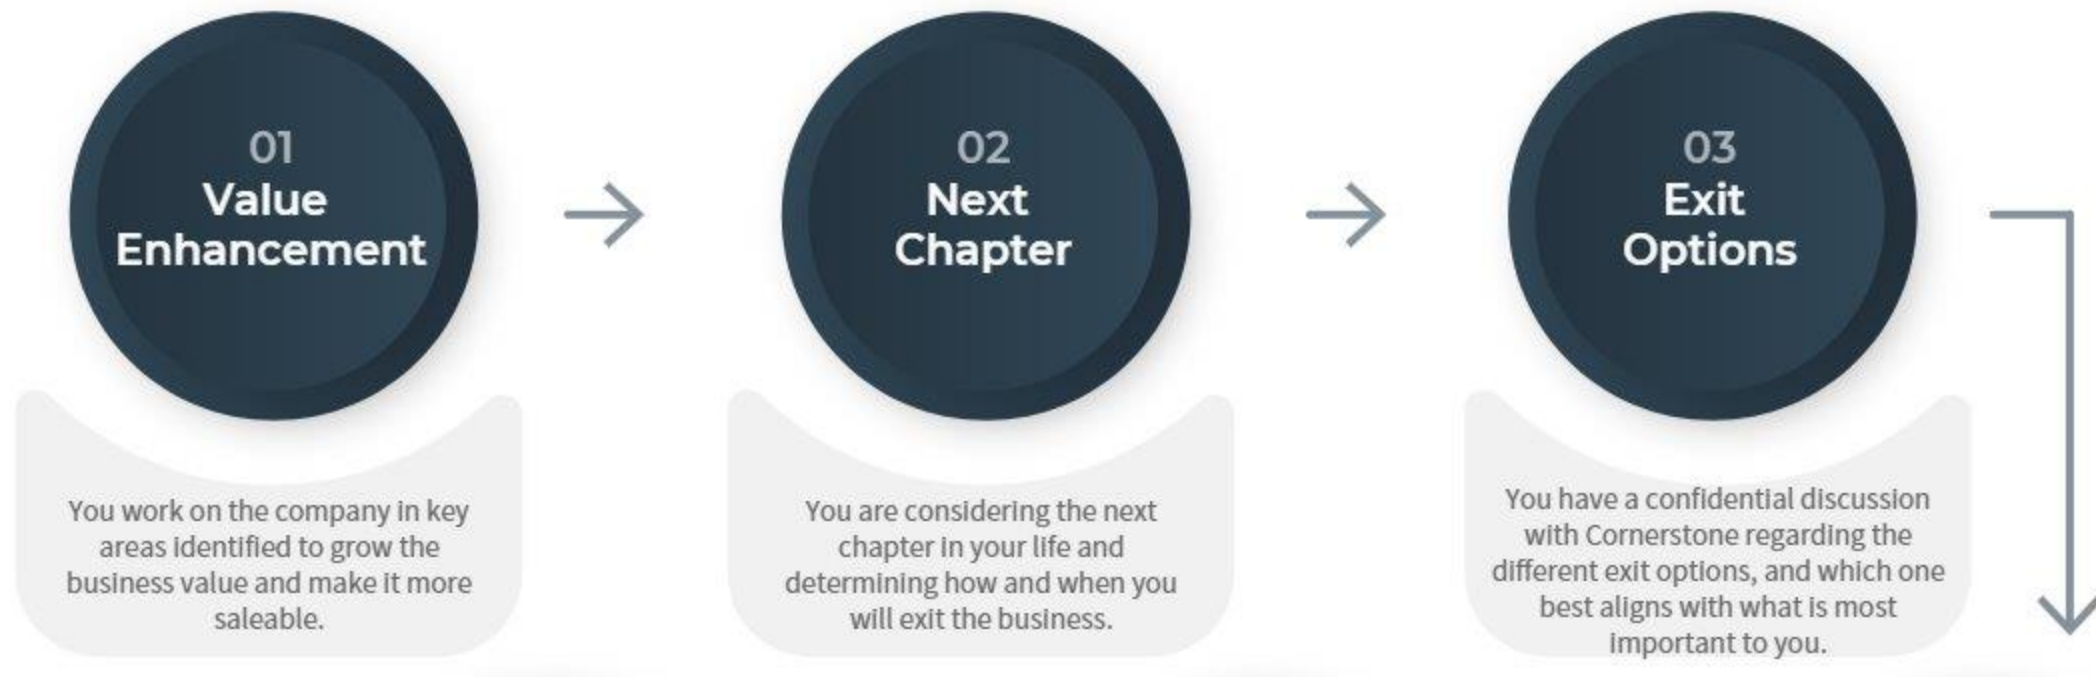 01
Value
Enhancement
You work on the company in key
areas identified to grow the
business value and make it more
saleable.
02
Next
Chapter
You are considering the next
chapter in your life and
determining how and when you
will exit the business.
03
Exit
Options
You have a confidential discussion
with Cornerstone regarding the
different exit options, and which one
best aligns with what is most
important to you.